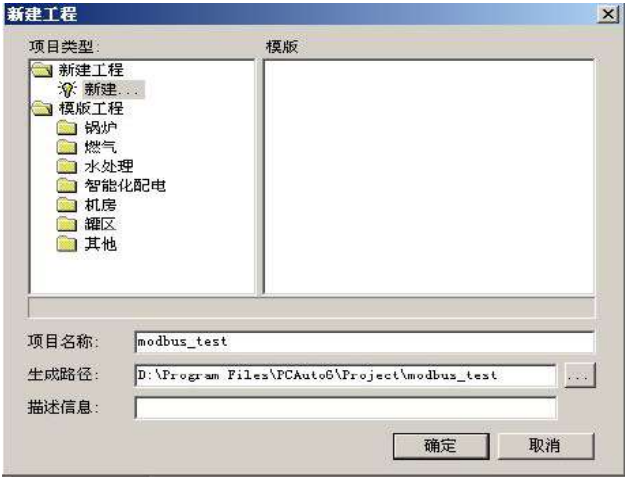 新建工程
项目类型:
模版
新建工程
新建...
模版工程
锅炉
燃气
水处理
智能化配电
机房
罐区
其他
项目名称: modbus_test
生成路径: D:\Program Files\PCAuto6\Project\modbus_test ...
描述信息:
确定 取消